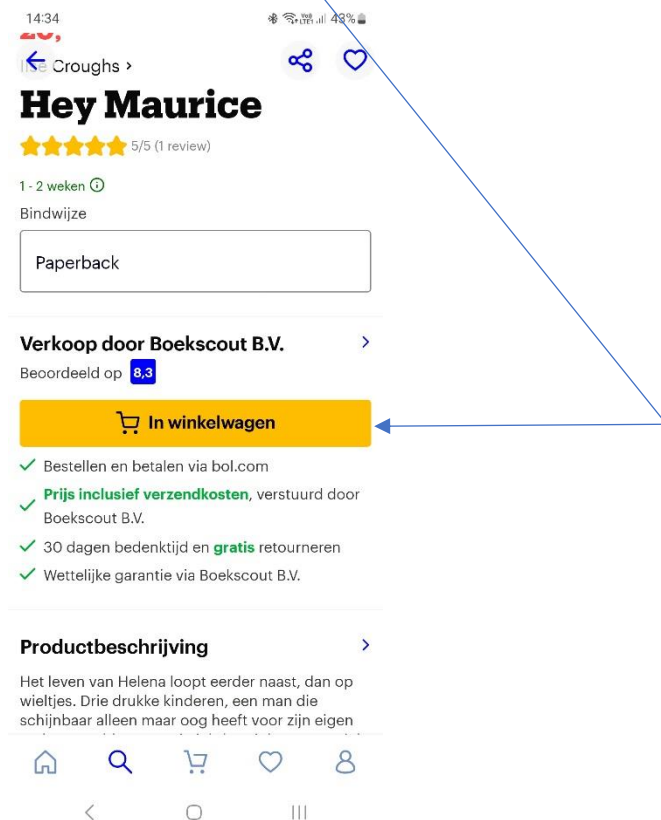 14:34
43%
Croughs >
Hey Maurice
5/5 (1 review)
1 - 2 weken
Bindwijze
Paperback
Verkoop door Boekscout B.V.
Beoordeeld op 8,3
In winkelwagen
Bestellen en betalen via bol.com
Prijs inclusief verzendkosten, verstuurd door
Boekscout B.V.
30 dagen bedenktijd en gratis retourneren
Wettelijke garantie via Boekscout B.V.
Productbeschrijving
Het leven van Helena loopt eerder naast, dan op
wieltjes. Drie drukke kinderen, een man die
schijnbaar alleen maar oog heeft voor zijn eigen